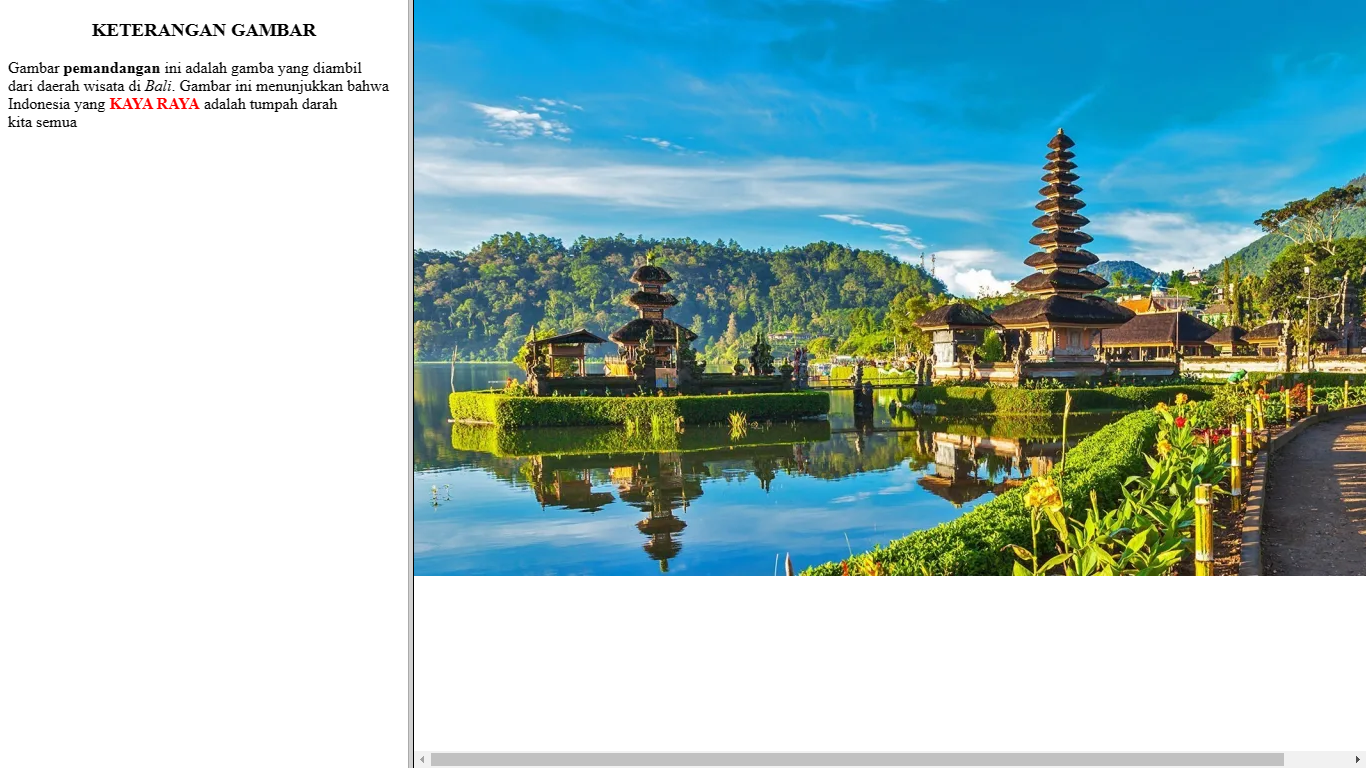 KETERANGAN GAMBAR
Gambar pemandangan ini adalah gamba yang diambil
dari daerah wisata di Bali. Gambar ini menunjukkan bahwa
Indonesia yang KAYA RAYA adalah tumpah darah
kita semua